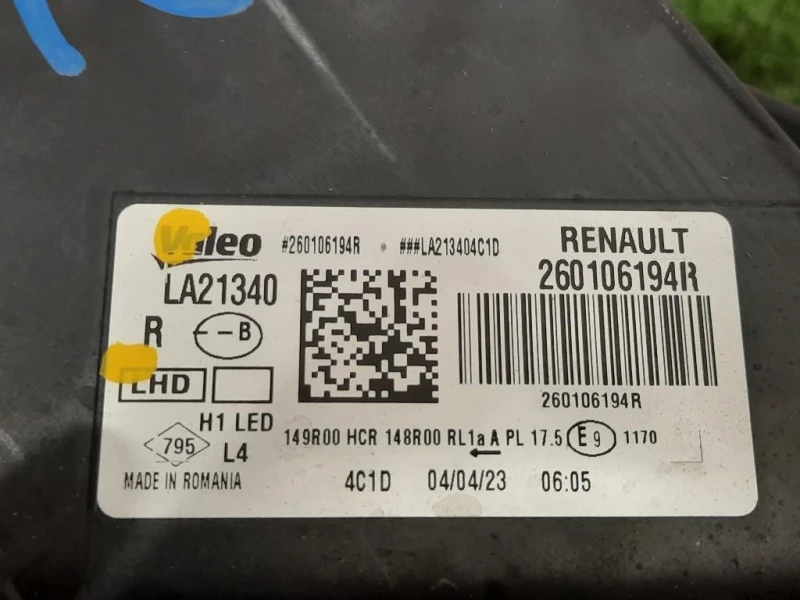 Valeo #260106194R ###LA213404C1D RENAULT
LA21340 260106194R
R B
LHD
260106194R
H1 LED
795 L4 149R00 HCR 148R00 RL1a A PL 17.5 E9 1170
MADE IN ROMANIA 4C1D 04/04/23 06:05